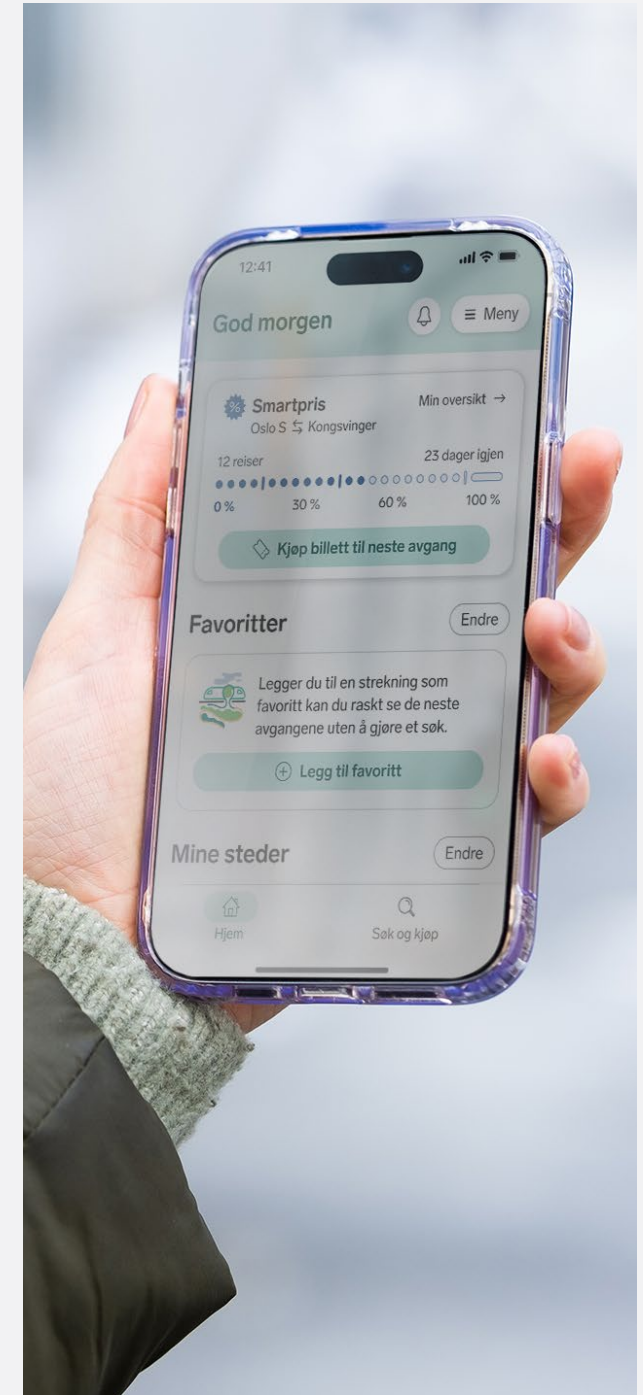 12:41
God morgen
Meny
Smartpris
Min oversikt →
Oslo S ⇆ Kongsvinger
12 reiser
23 dager igjen
0 % 30 % 60 % 100 %
Kjøp billett til neste avgang
Favoritter
Endre
Legger du til en strekning som
favoritt kan du raskt se de neste
avgangene uten å gjøre et søk.
Legg til favoritt
Mine steder
Endre
Hjem
Søk og kjøp